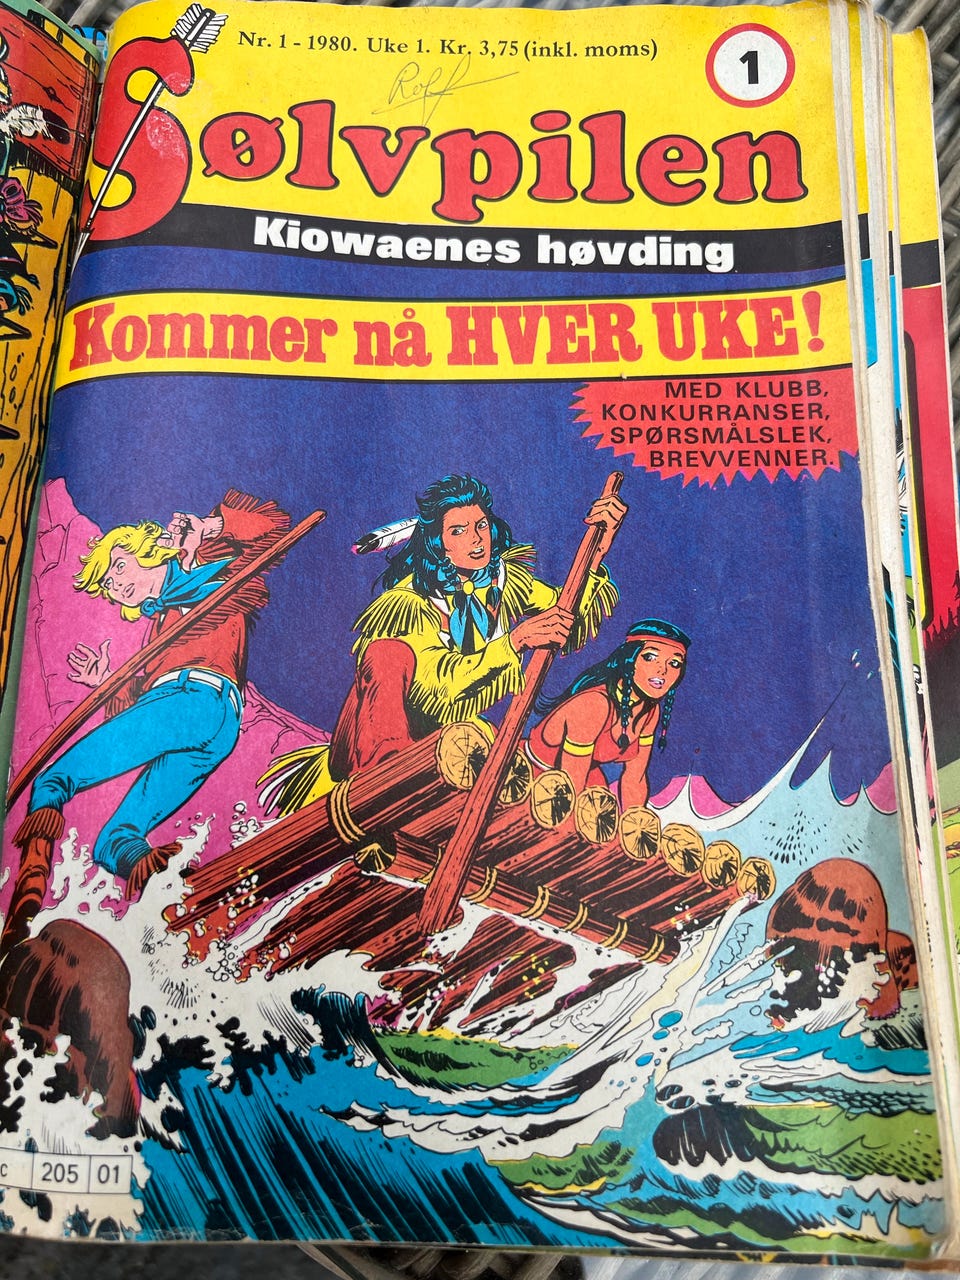 Nr. 1 - 1980. Uke 1. Kr. 3,75 (inkl. moms)
1
Rolf
Sølvpilen
Kiowaenes høvding
Kommer nå HVER UKE!
MED KLUBB,
KONKURRANSER,
SPØRSMÅLSLEK,
BREVVENNER.
c 205 01